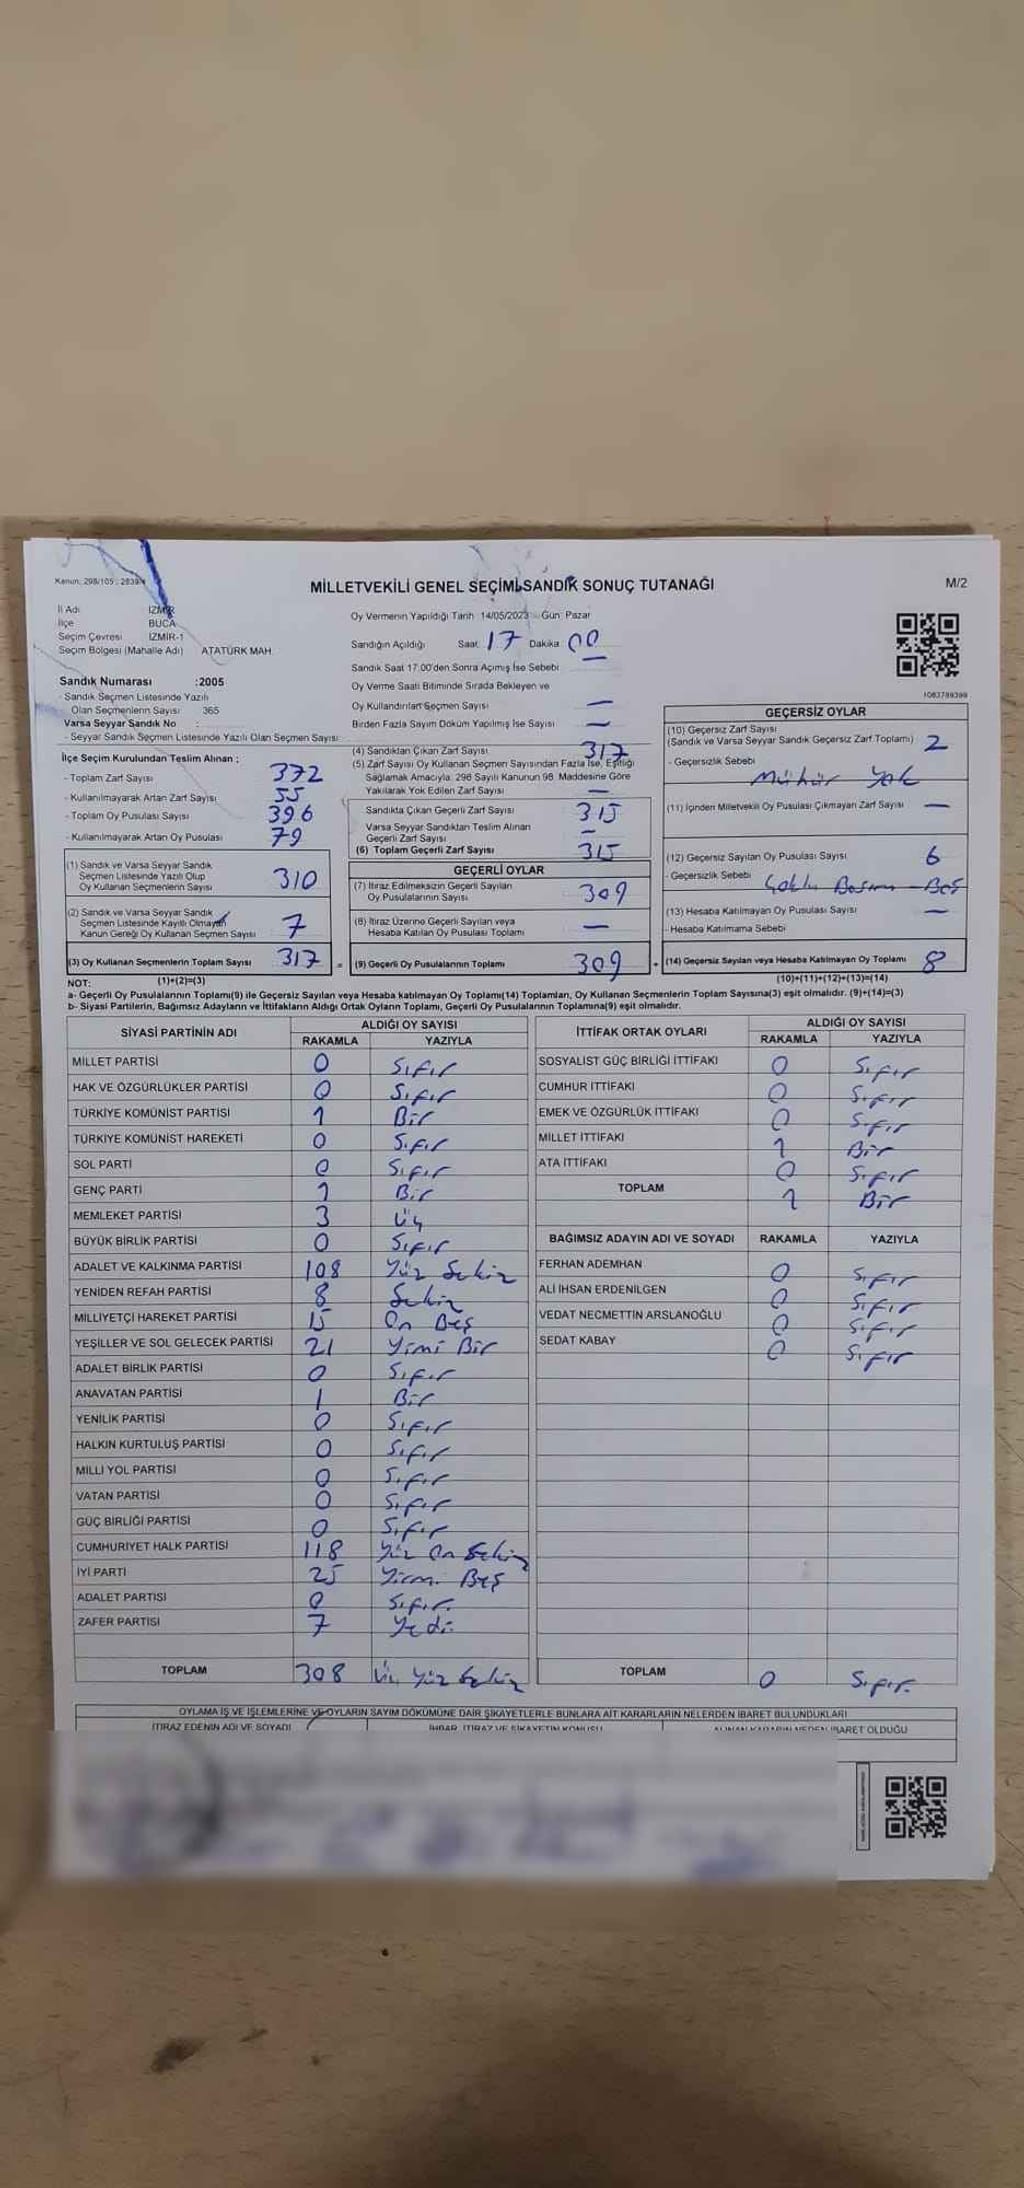 Kanun: 298/105 ; 2839/4
MİLLETVEKİLİ GENEL SEÇİMİ SANDIK SONUÇ TUTANAĞI
M/2
İl Adı İZMİR
İlçe BUCA
Seçim Çevresi İZMİR-1
Seçim Bölgesi (Mahalle Adı) ATATÜRK MAH.
Sandık Numarası :2005
- Sandık Seçmen Listesinde Yazılı
Olan Seçmenlerin Sayısı 365
Varsa Seyyar Sandık No :
- Seyyar Sandık Seçmen Listesinde Yazılı Olan Seçmen Sayısı:
Oy Vermenin Yapıldığı Tarih 14/05/2023 Gün: Pazar
Sandığın Açıldığı Saat: 17 Dakika 00
Sandık Saat 17.00'den Sonra Açımış İse Sebebi —
Oy Verme Saati Bitiminde Sırada Bekleyen ve
Oy Kullandırılan Seçmen Sayısı —
Birden Fazla Sayım Döküm Yapılmış İse Sayısı —
1083789399
İlçe Seçim Kurulundan Teslim Alınan ;
- Toplam Zarf Sayısı 372
- Kullanılmayarak Artan Zarf Sayısı 55
- Toplam Oy Pusulası Sayısı 396
- Kullanılmayarak Artan Oy Pusulası 79
(1) Sandık ve Varsa Seyyar Sandık
Seçmen Listesinde Yazılı Olup
Oy Kullanan Seçmenlerin Sayısı 310
(2) Sandık ve Varsa Seyyar Sandık
Seçmen Listesinde Kayıtlı Olmayan
Kanun Gereği Oy Kullanan Seçmen Sayısı 7
(3) Oy Kullanan Seçmenlerin Toplam Sayısı 317 =
(4) Sandıktan Çıkan Zarf Sayısı 317
(5) Zarf Sayısı Oy Kullanan Seçmen Sayısından Fazla İse, Eşitliği
Sağlamak Amacıyla; 298 Sayılı Kanunun 98. Maddesine Göre
Yakılarak Yok Edilen Zarf Sayısı —
Sandıkta Çıkan Geçerli Zarf Sayısı 315
Varsa Seyyar Sandıktan Teslim Alınan
Geçerli Zarf Sayısı —
(6) Toplam Geçerli Zarf Sayısı 315
GEÇERLİ OYLAR
(7) İtiraz Edilmeksizin Geçerli Sayılan
Oy Pusulalarının Sayısı 309
(8) İtiraz Üzerine Geçerli Sayılan veya
Hesaba Katılan Oy Pusulası Toplamı —
(9) Geçerli Oy Pusulalarının Toplamı 309 +
GEÇERSİZ OYLAR
(10) Geçersiz Zarf Sayısı
(Sandık ve Varsa Seyyar Sandık Geçersiz Zarf Toplamı) 2
- Geçersizlik Sebebi
Mühür Yok
(11) İçinden Milletvekili Oy Pusulası Çıkmayan Zarf Sayısı —
(12) Geçersiz Sayılan Oy Pusulası Sayısı 6
- Geçersizlik Sebebi Çoklu Basım - Boş
(13) Hesaba Katılmayan Oy Pusulası Sayısı —
- Hesaba Katılmama Sebebi
(14) Geçersiz Sayılan veya Hesaba Katılmayan Oy Toplamı 8
NOT: (1)+(2)=(3) (10)+(11)+(12)+(13)=(14)
a- Geçerli Oy Pusulalarının Toplamı(9) ile Geçersiz Sayılan veya Hesaba katılmayan Oy Toplamı(14) Toplamları, Oy Kullanan Seçmenlerin Toplam Sayısına(3) eşit olmalıdır. (9)+(14)=(3)
b- Siyasi Partilerin, Bağımsız Adayların ve İttifakların Aldığı Ortak Oyların Toplamı, Geçerli Oy Pusulalarının Toplamına(9) eşit olmalıdır.
SİYASİ PARTİNİN ADI ALDIĞI OY SAYISI
RAKAMLA YAZIYLA
MİLLET PARTİSİ 0 Sıfır
HAK VE ÖZGÜRLÜKLER PARTİSİ 0 Sıfır
TÜRKİYE KOMÜNİST PARTİSİ 1 Bir
TÜRKİYE KOMÜNİST HAREKETİ 0 Sıfır
SOL PARTİ 0 Sıfır
GENÇ PARTİ 1 Bir
MEMLEKET PARTİSİ 3 Üç
BÜYÜK BİRLİK PARTİSİ 0 Sıfır
ADALET VE KALKINMA PARTİSİ 108 Yüz Sekiz
YENİDEN REFAH PARTİSİ 8 Sekiz
MİLLİYETÇİ HAREKET PARTİSİ 15 On Beş
YEŞİLLER VE SOL GELECEK PARTİSİ 21 Yirmi Bir
ADALET BİRLİK PARTİSİ 0 Sıfır
ANAVATAN PARTİSİ 1 Bir
YENİLİK PARTİSİ 0 Sıfır
HALKIN KURTULUŞ PARTİSİ 0 Sıfır
MİLLİ YOL PARTİSİ 0 Sıfır
VATAN PARTİSİ 0 Sıfır
GÜÇ BİRLİĞİ PARTİSİ 0 Sıfır
CUMHURİYET HALK PARTİSİ 118 Yüz On Sekiz
İYİ PARTİ 25 Yirmi Beş
ADALET PARTİSİ 0 Sıfır.
ZAFER PARTİSİ 7 Yedi
TOPLAM 308 Üç Yüz Sekiz
İTTİFAK ORTAK OYLARI ALDIĞI OY SAYISI
RAKAMLA YAZIYLA
SOSYALİST GÜÇ BİRLİĞİ İTTİFAKI 0 Sıfır
CUMHUR İTTİFAKI 0 Sıfır
EMEK VE ÖZGÜRLÜK İTTİFAKI 0 Sıfır
MİLLET İTTİFAKI 1 Bir
ATA İTTİFAKI 0 Sıfır
TOPLAM 1 Bir
BAĞIMSIZ ADAYIN ADI VE SOYADI RAKAMLA YAZIYLA
FERHAN ADEMHAN 0 Sıfır
ALİ İHSAN ERDENİLGEN 0 Sıfır
VEDAT NECMETTİN ARSLANOĞLU 0 Sıfır
SEDAT KABAY 0 Sıfır
TOPLAM 0 Sıfır.
OYLAMA İŞ VE İŞLEMLERİNE VE OYLARIN SAYIM DÖKÜMÜNE DAİR ŞİKAYETLERLE BUNLARA AİT KARARLARIN NELERDEN İBARET BULUNDUKLARI
İTİRAZ EDENİN ADI VE SOYADI İHBAR, İTİRAZ VE ŞİKAYETİN KONUSU ALINAN KARARIN NEDEN İBARET OLDUĞU